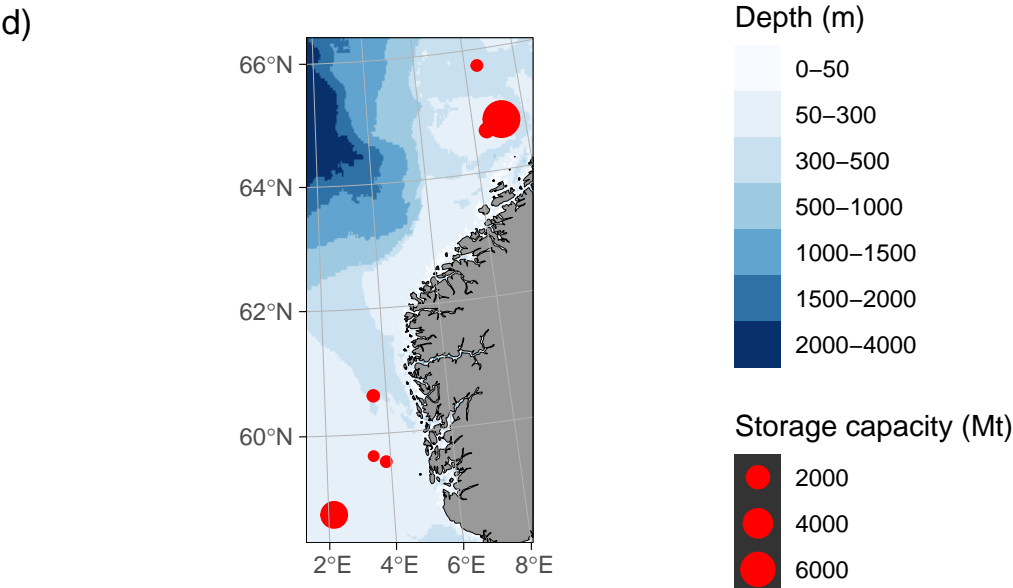 d)
66°N
64°N
62°N
60°N
2°E 4°E 6°E 8°E
Depth (m)
0–50
50–300
300–500
500–1000
1000–1500
1500–2000
2000–4000
Storage capacity (Mt)
2000
4000
6000